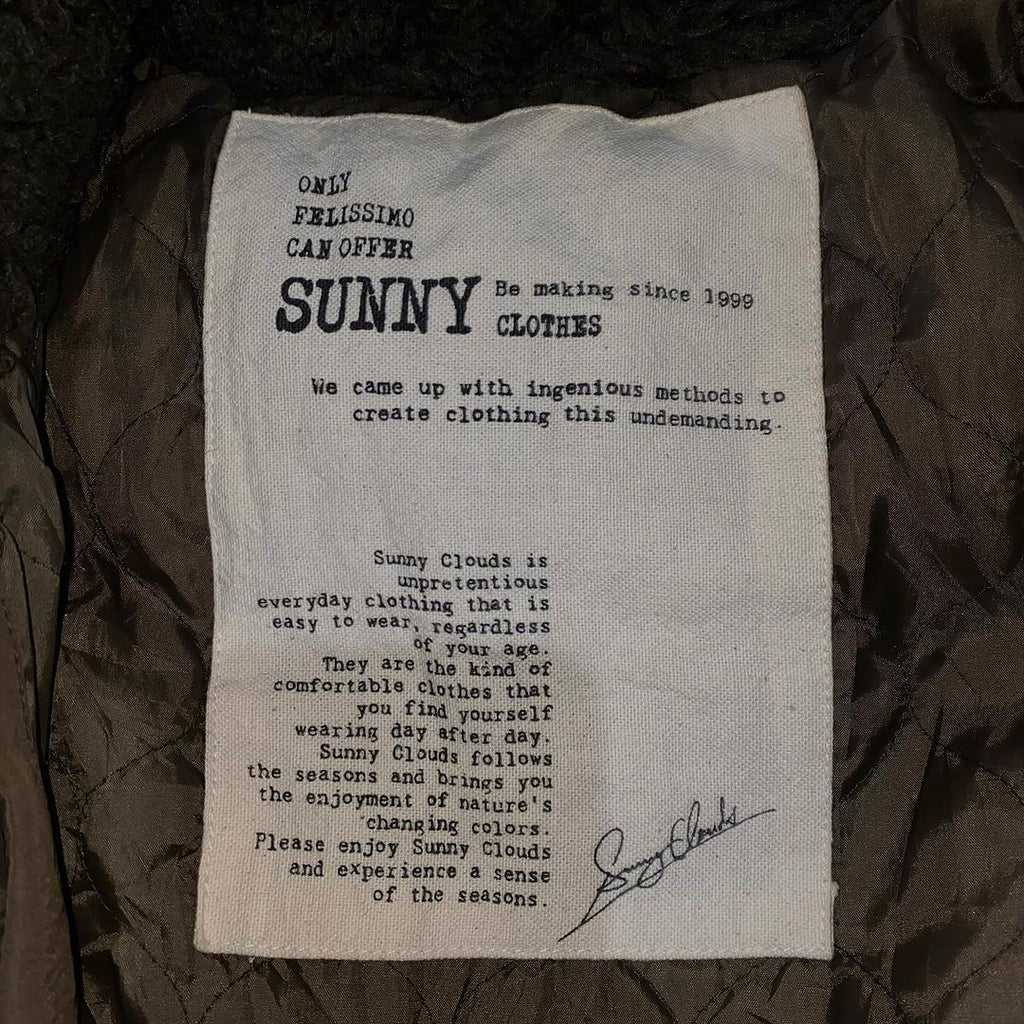 ONLY
FELISSIMO
CAN OFFER
SUNNY Be making since 1999
CLOTHES
We came up with ingenious methods to
create clothing this undemanding.
Sunny Clouds is
unpretentious
everyday clothing that is
easy to wear, regardless
of your age.
They are the kind of
comfortable clothes that
you find yourself
wearing day after day.
Sunny Clouds follows
the seasons and brings you
the enjoyment of nature's
changing colors.
Please enjoy Sunny Clouds
and experience a sense
of the seasons.
Sunny Clouds